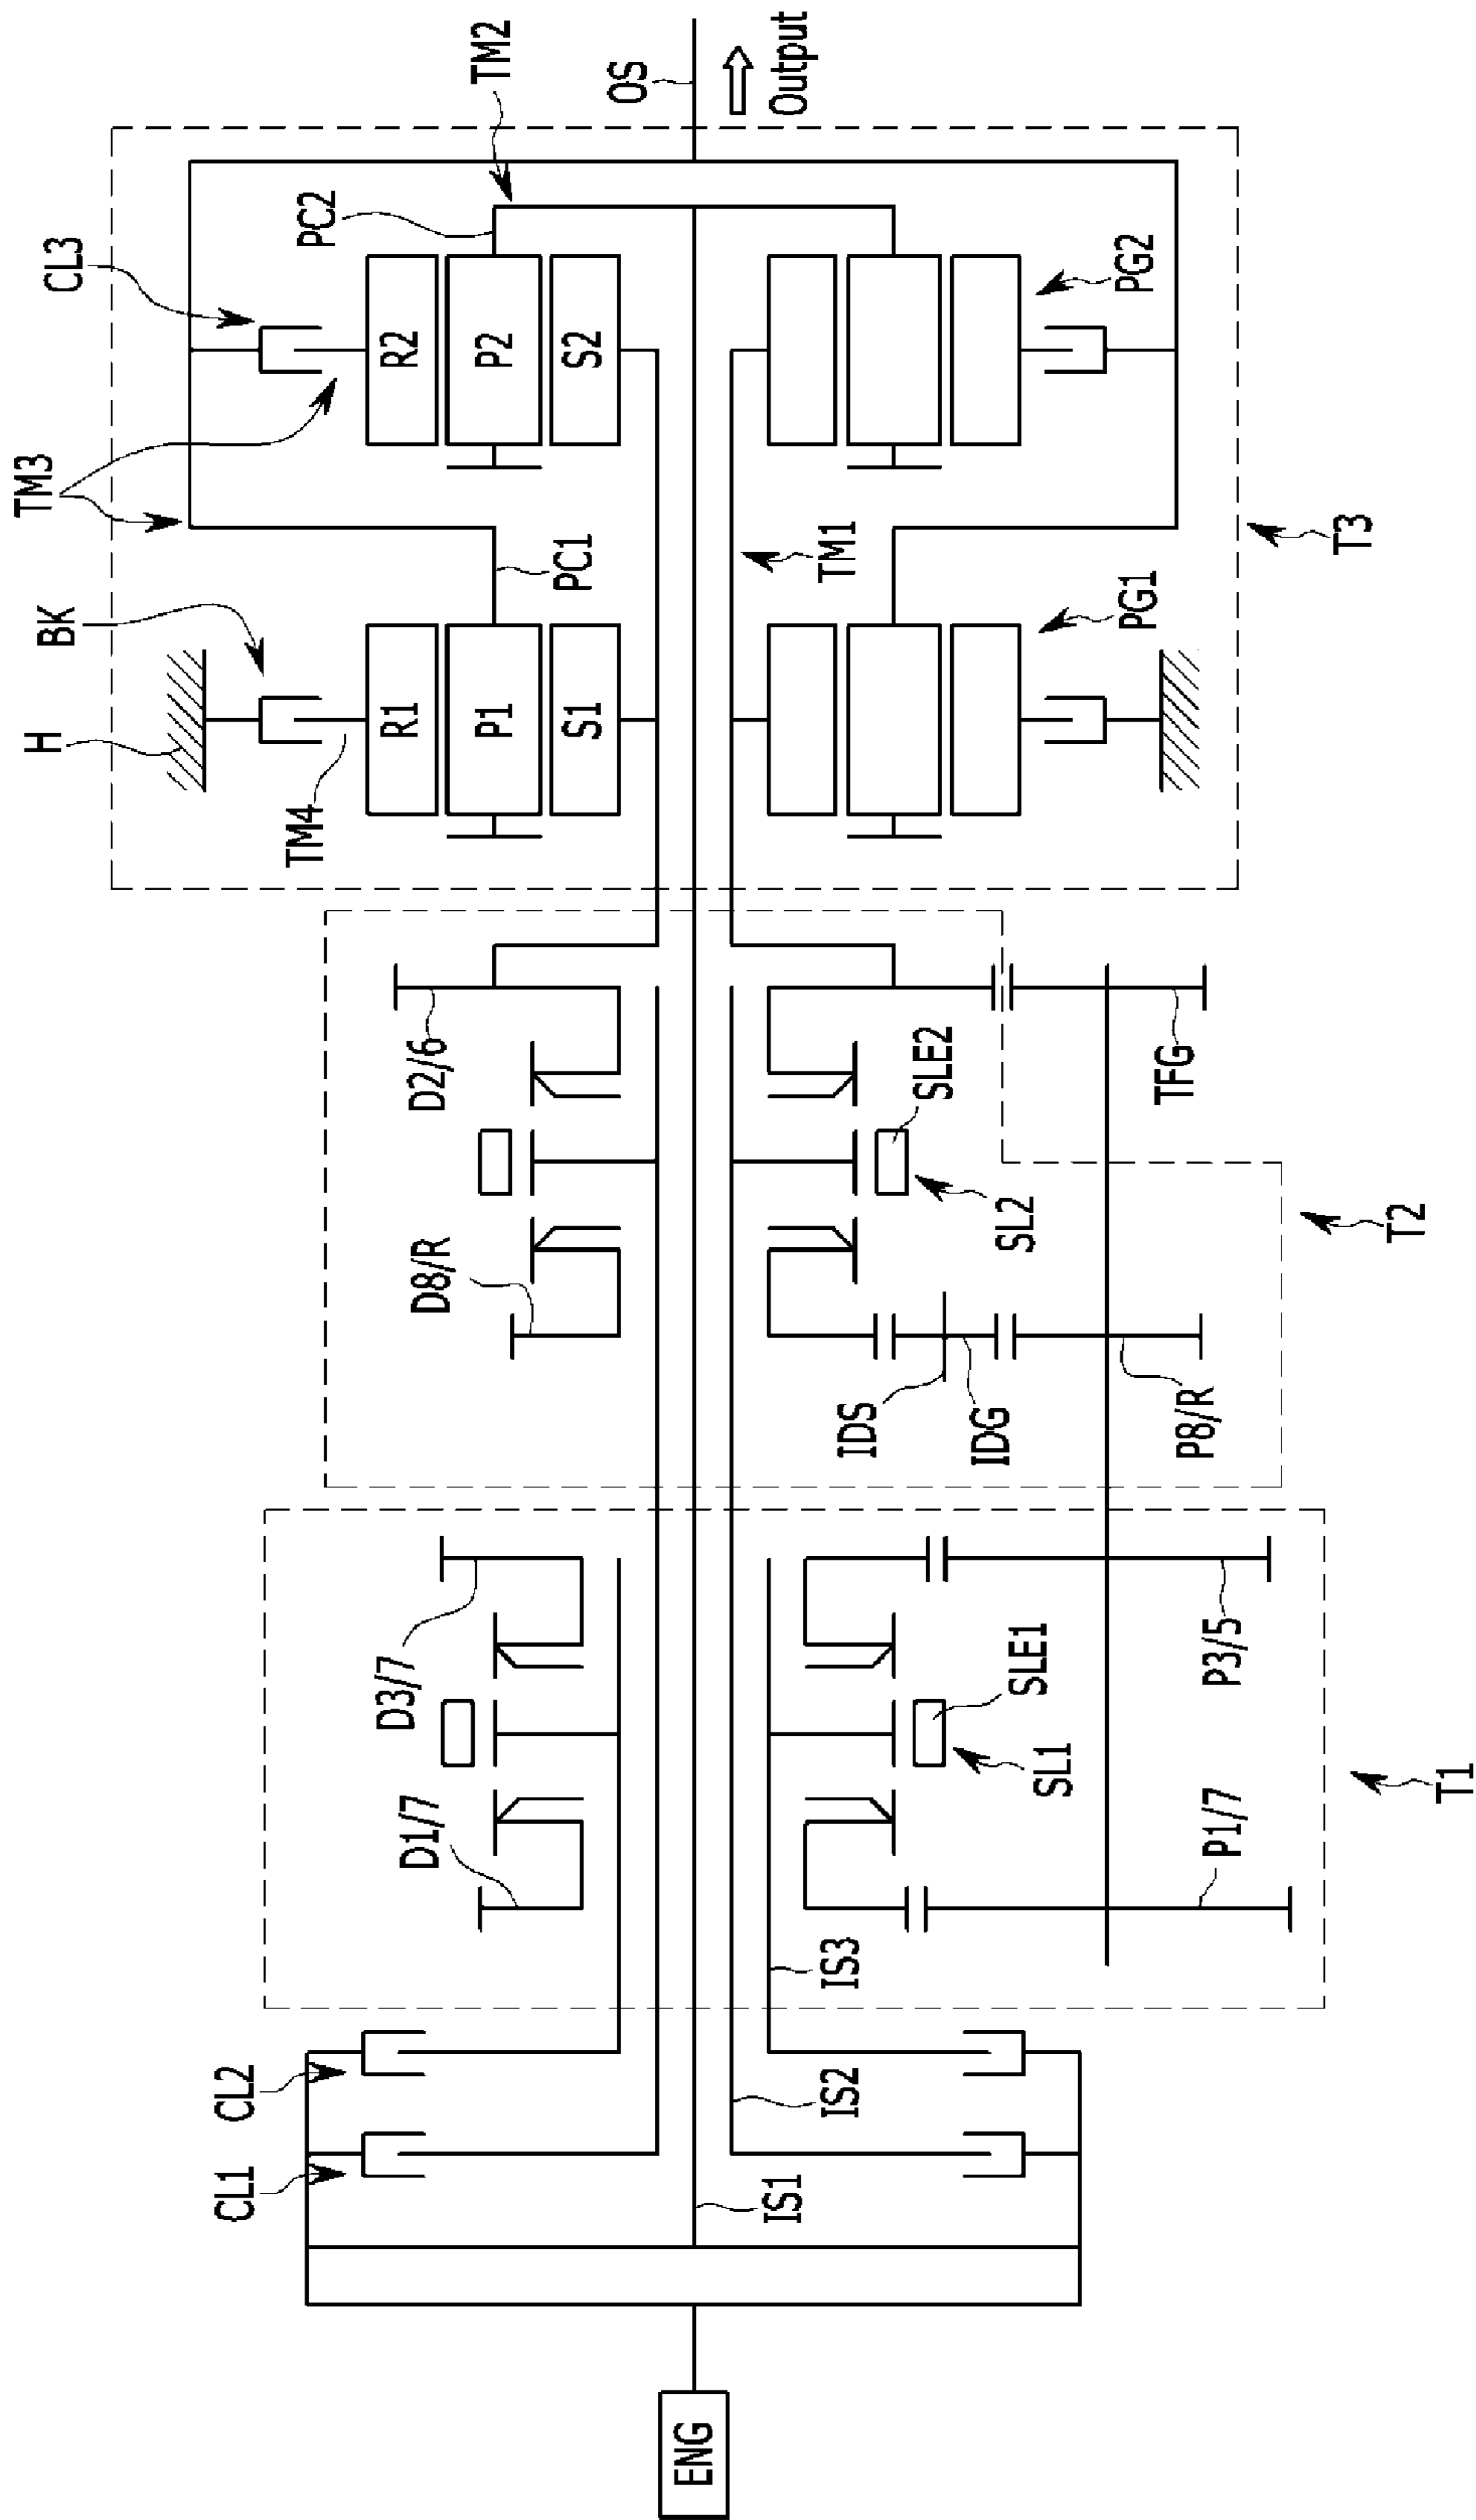 ENG
CL1
CL2
IS1
IS2
IS3
D1/7
D3/7
SLE1
SL1
P1/7
P3/5
T1
D8/R
D2/6
SLE2
SL2
IDS
IDG
P8/R
TFG
T2
H
BK
TM3
CL3
TM4
R1
P1
S1
PC1
PC2
R2
P2
S2
TM2
TM1
PG1
PG2
T3
OS
Output